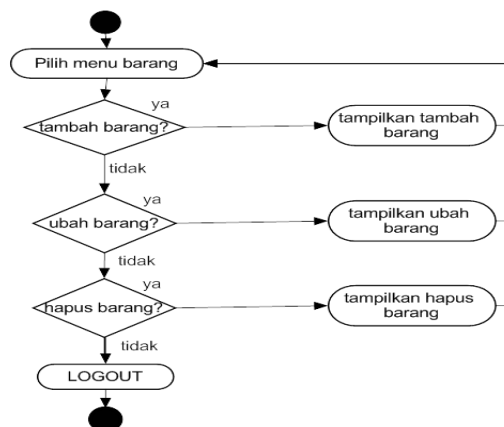 Pilih menu barang
ya
tambah barang?
tampilkan tambah
barang
tidak
ya
ubah barang?
tampilkan ubah
barang
tidak
ya
hapus barang?
tampilkan hapus
barang
tidak
LOGOUT